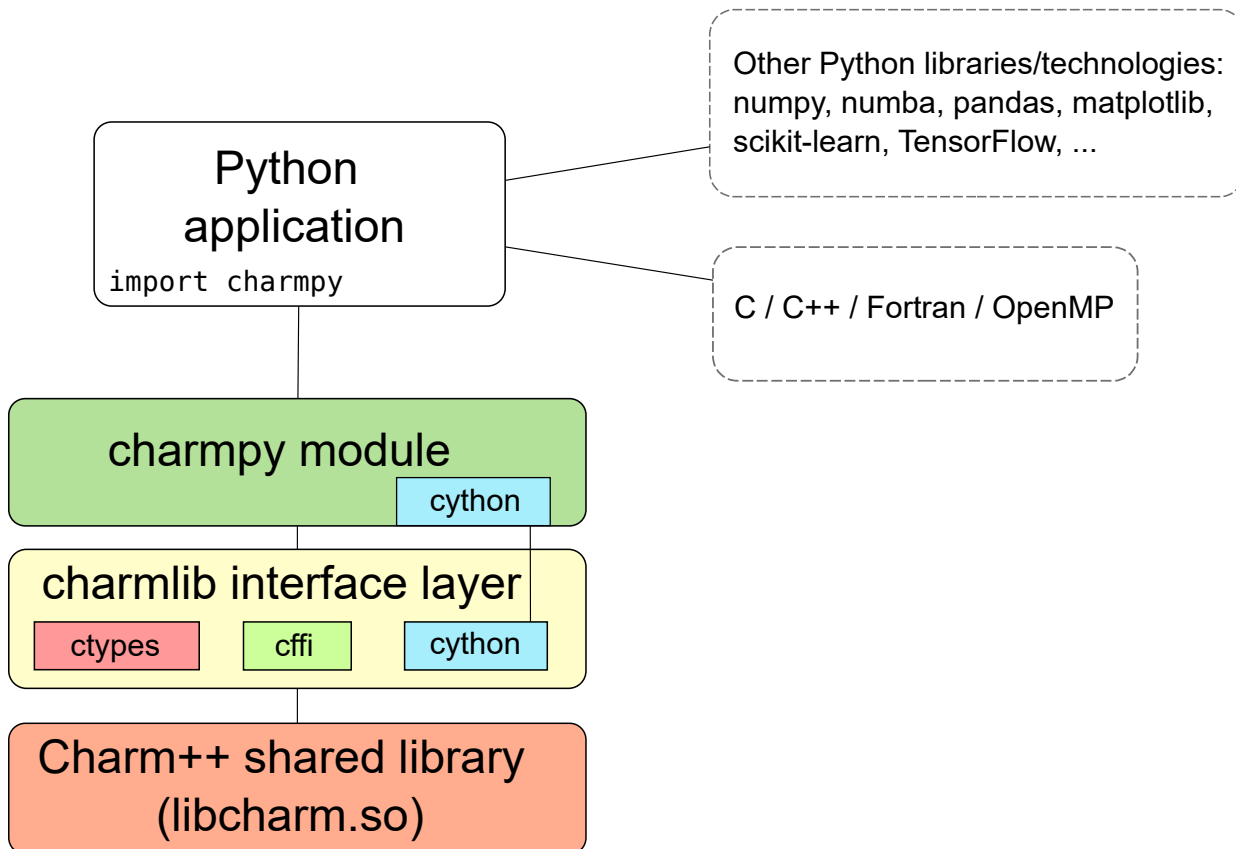 Other Python libraries/technologies:
numpy, numba, pandas, matplotlib,
scikit-learn, TensorFlow, ...
Python
application
import charmpy
C / C++ / Fortran / OpenMP
charmpy module
cython
charmlib interface layer
ctypes
cffi
cython
Charm++ shared library
(libcharm.so)